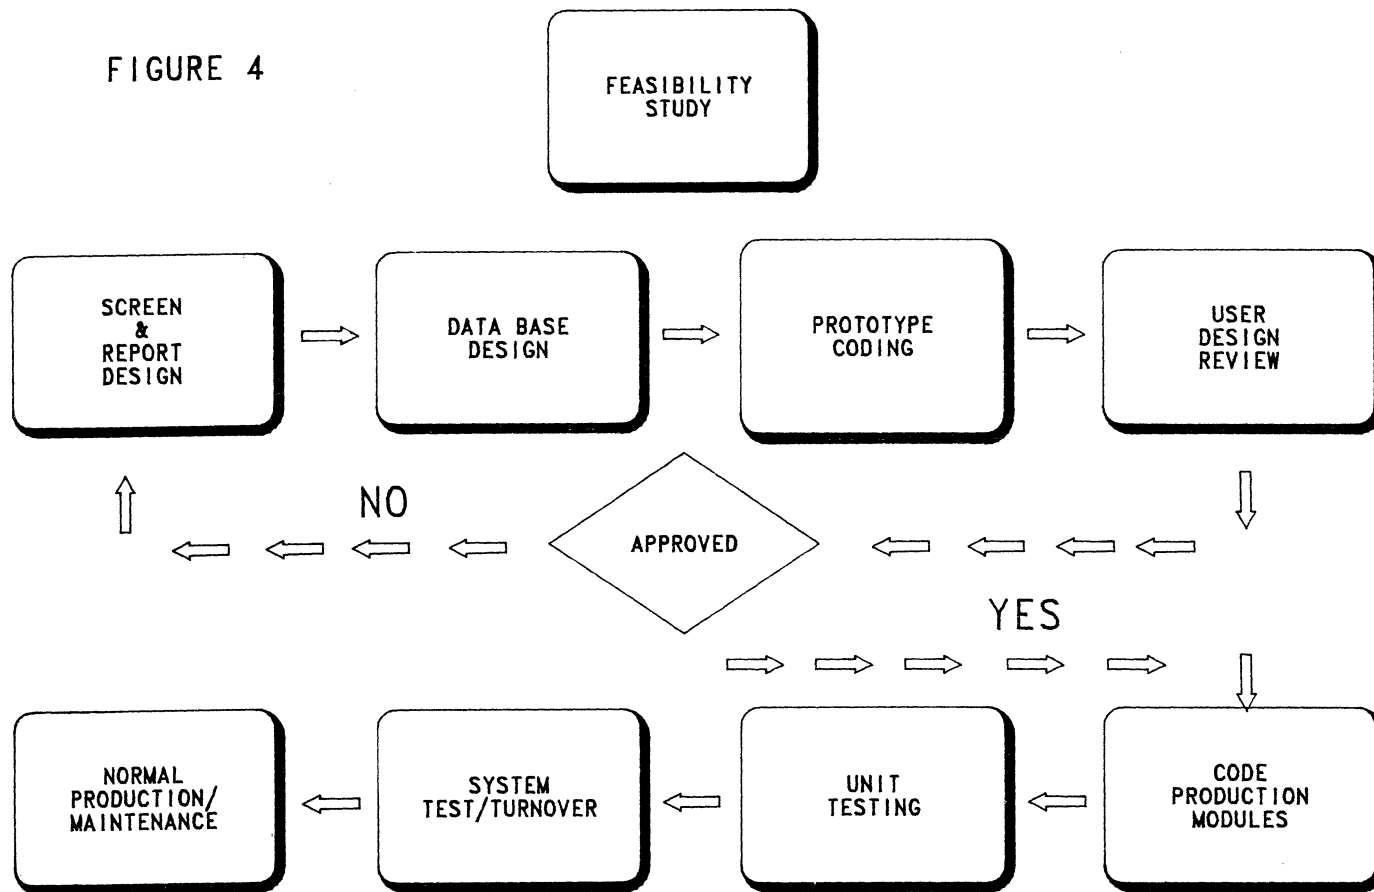 FIGURE 4
FEASIBILITY
STUDY
SCREEN
&
REPORT
DESIGN
DATA BASE
DESIGN
PROTOTYPE
CODING
USER
DESIGN
REVIEW
NO
APPROVED
YES
NORMAL
PRODUCTION/
MAINTENANCE
SYSTEM
TEST/TURNOVER
UNIT
TESTING
CODE
PRODUCTION
MODULES